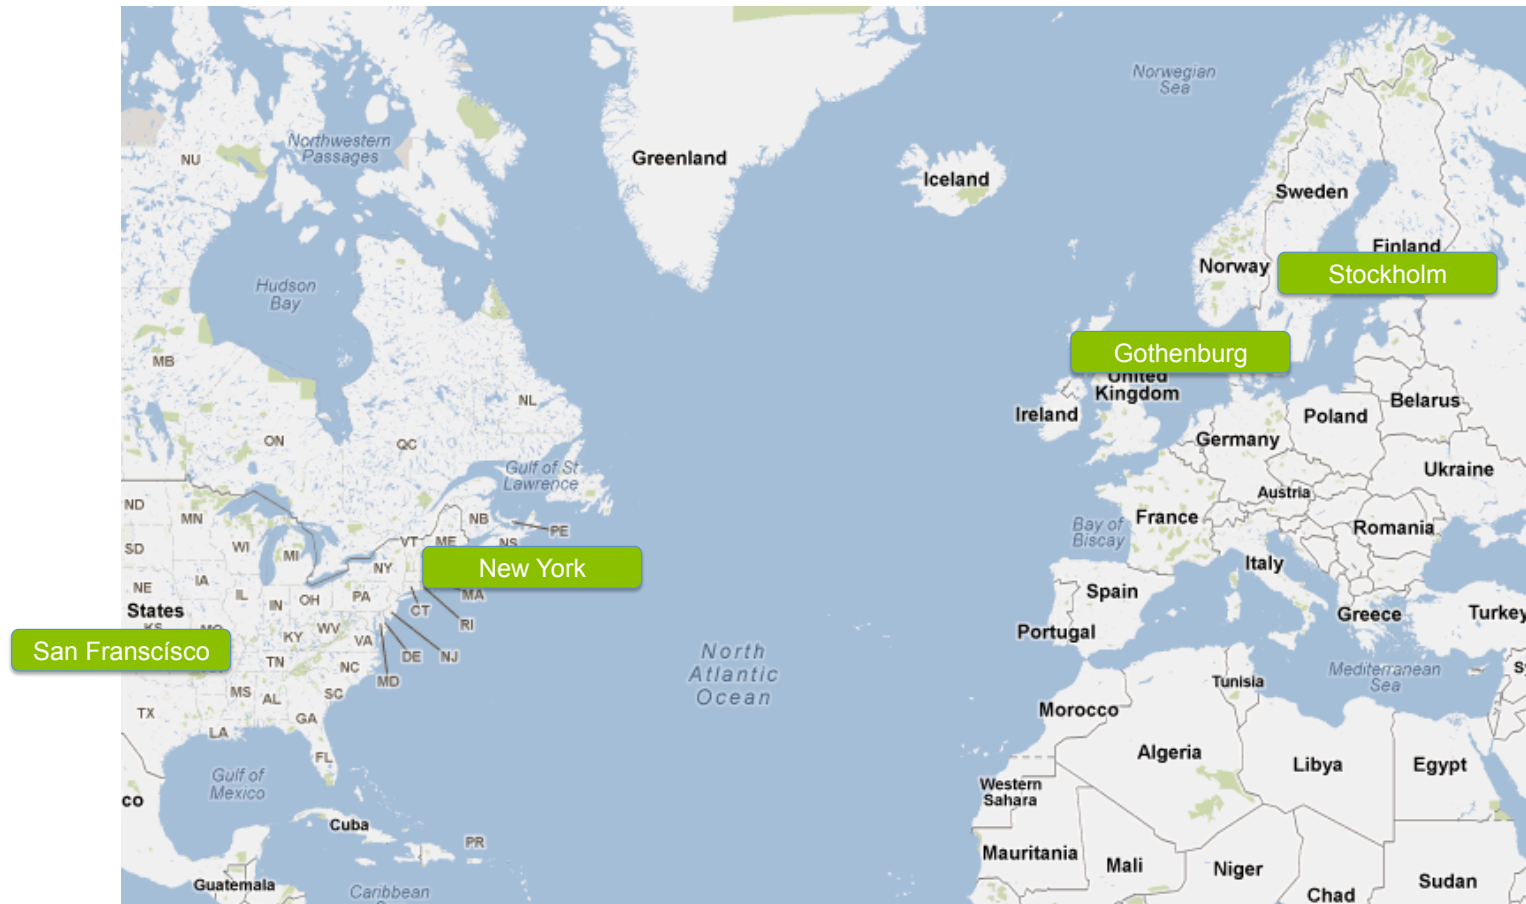 Norwegian
Sea
Northwestern
Passages
NU
Greenland
Iceland
Sweden
Finland
Norway
Stockholm
Hudson
Bay
Gothenburg
MB
United
Kingdom
NL
Ireland
Belarus
Poland
ON
QC
Germany
Gulf of St
Lawrence
Ukraine
Austria
ND
MN
NB
PE
Bay of
Biscay
France
Romania
SD
WI
MI
VT
ME
NS
NY
New York
Italy
NE
IA
IL
IN
OH
PA
MA
CT
RI
Spain
States
Greece
Turkey
KS
MO
KY
WV
VA
Portugal
San Franscísco
TN
NC
DE
NJ
MD
North
Atlantic
Ocean
Tunisia
Mediterranean
Sea
Sy
MS
AL
SC
TX
GA
LA
Morocco
FL
Algeria
Libya
Egypt
Gulf of
Mexico
Western
Sahara
co
Cuba
PR
Mauritania
Mali
Niger
Sudan
Chad
Guatemala
Caribbean